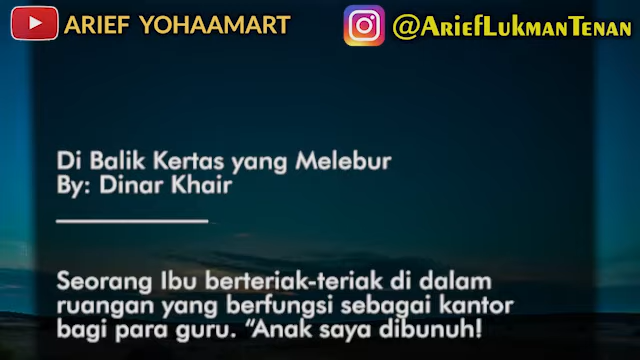 ARIEF YOHAAMART
@ARIEFLUKMANTENAN
Di Balik Kertas yang Melebur
By: Dinar Khair
Seorang Ibu berteriak-teriak di dalam
ruangan yang berfungsi sebagai kantor
bagi para guru. “Anak saya dibunuh!